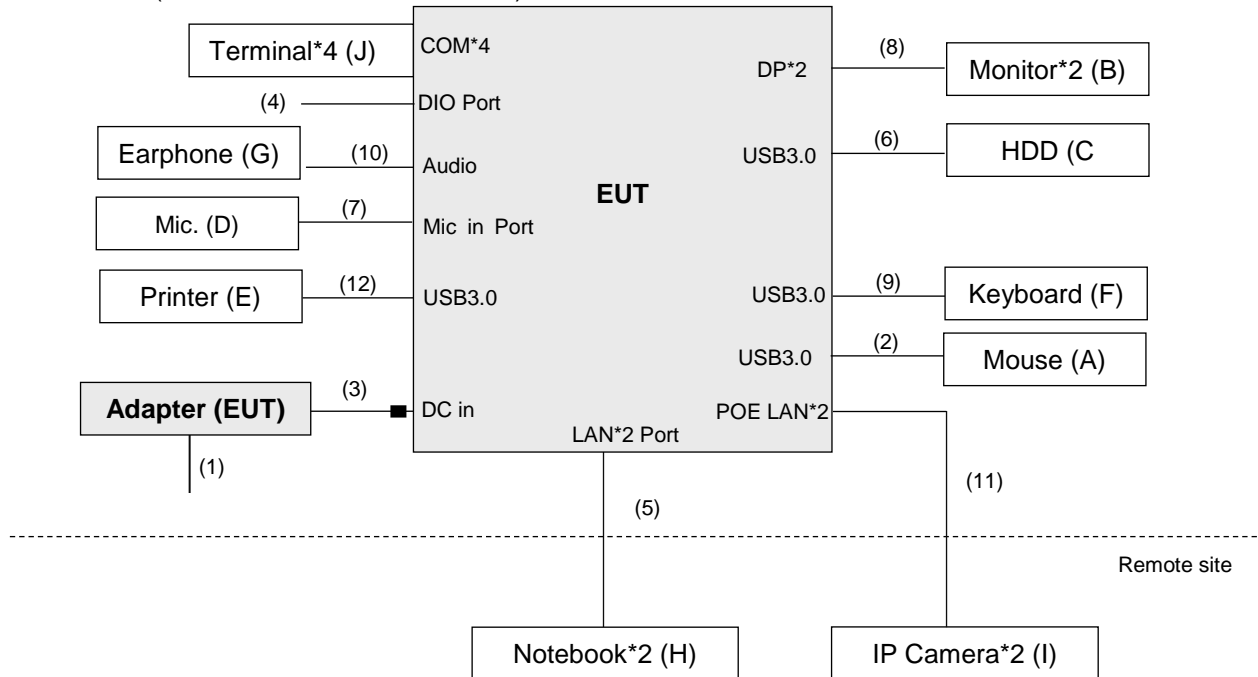 Terminal*4 (J)
COM*4
(8)
DP*2
Monitor*2 (B)
(4)
DIO Port
Earphone (G)
(10)
Audio
USB3.0
(6)
HDD (C
EUT
Mic. (D)
(7)
Mic in Port
Printer (E)
(12)
USB3.0
USB3.0
(9)
Keyboard (F)
USB3.0
(2)
Mouse (A)
Adapter (EUT)
(3)
DC in
POE LAN*2
LAN*2 Port
(1)
(5)
(11)
Remote site
Notebook*2 (H)
IP Camera*2 (I)